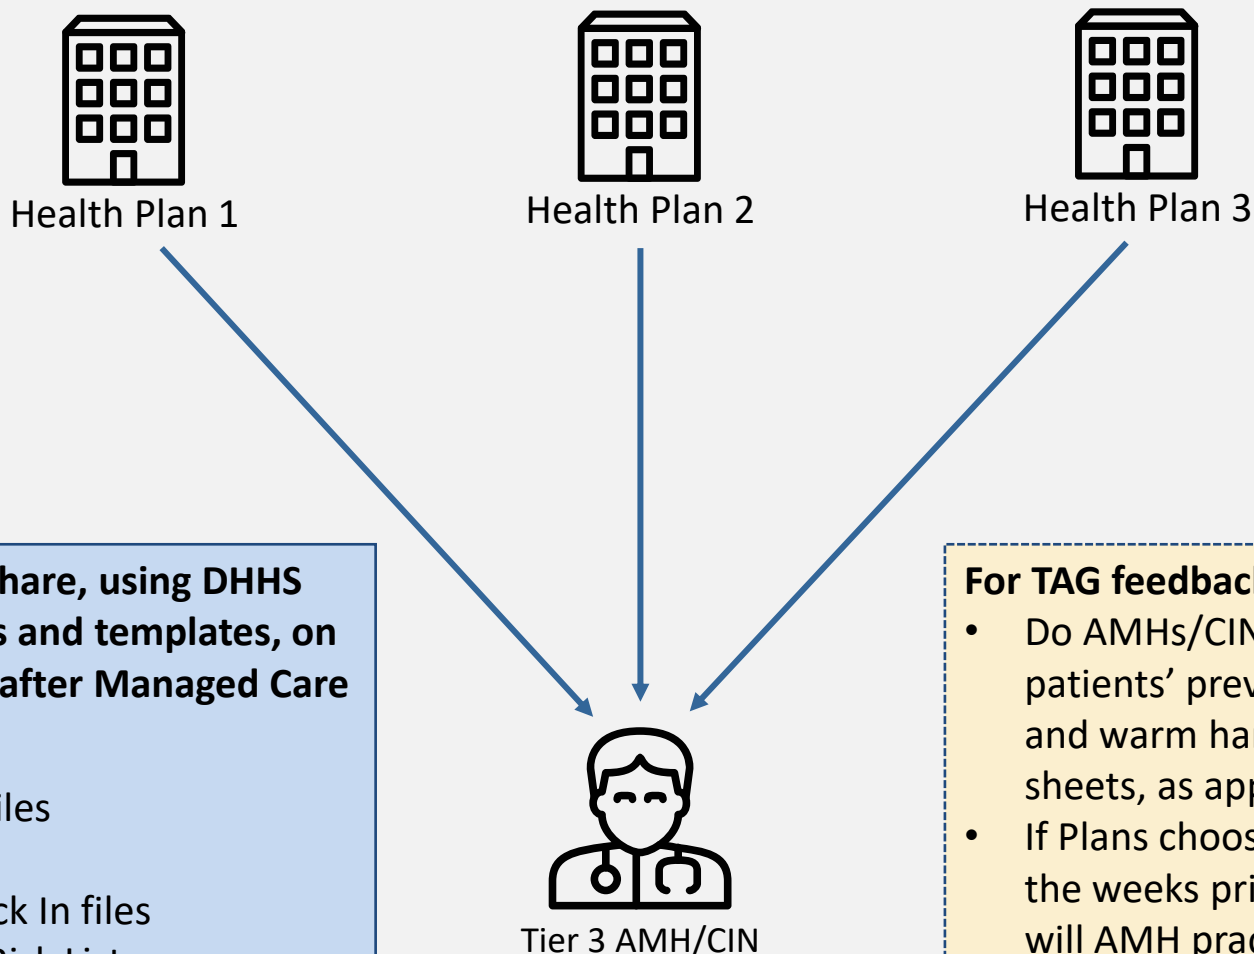 Health Plan 1
Health Plan 2
Health Plan 3
hare, using DHHS
s and templates, on
after Managed Care
iles
ck In files
For TAG feedbac
• Do AMHs/CIN
patients’ prev
and warm ha
sheets, as app
• If Plans choos
the weeks pri
will AMH prac
Tier 3 AMH/CIN